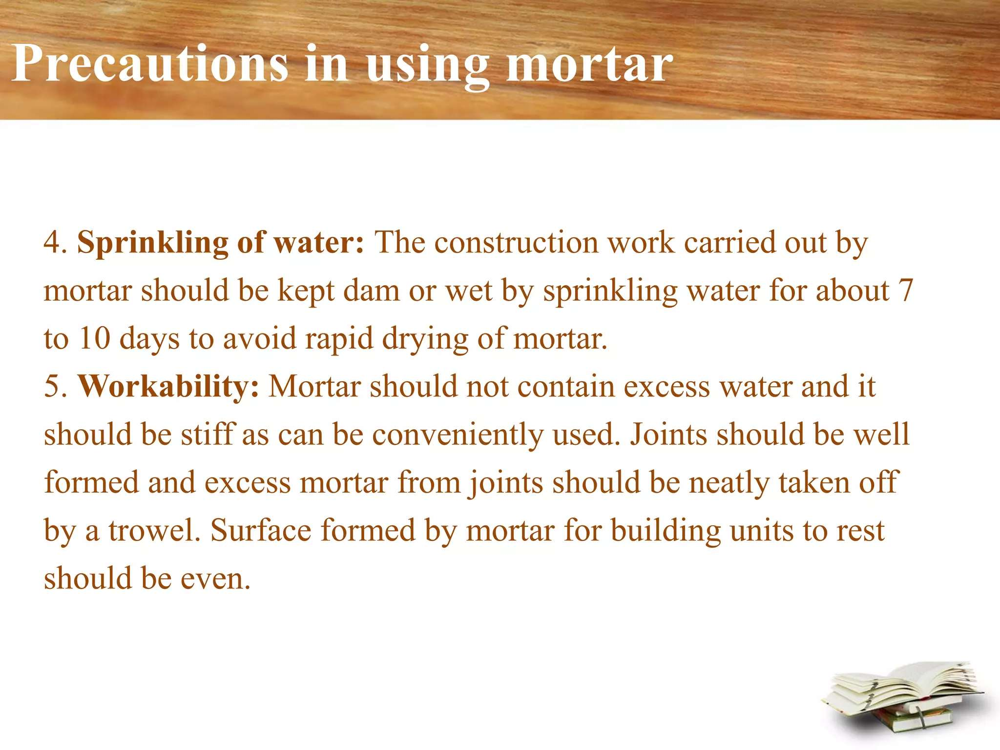 Precautions in using mortar
4. Sprinkling of water: The construction work carried out by
mortar should be kept dam or wet by sprinkling water for about 7
to 10 days to avoid rapid drying of mortar.
5. Workability: Mortar should not contain excess water and it
should be stiff as can be conveniently used. Joints should be well
formed and excess mortar from joints should be neatly taken off
by a trowel. Surface formed by mortar for building units to rest
should be even.